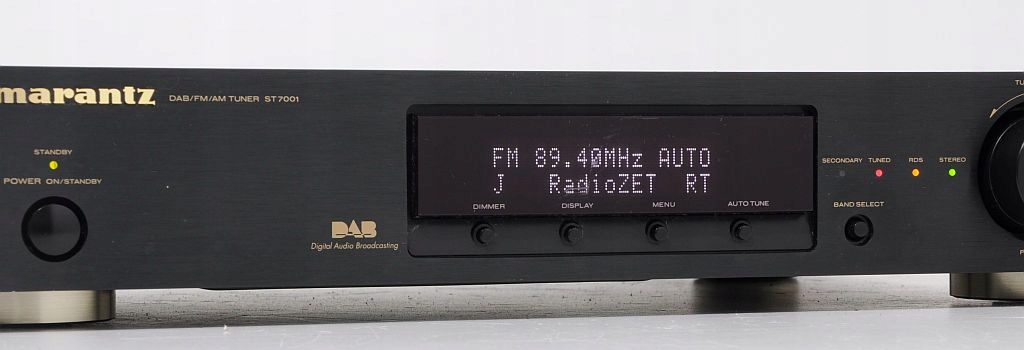 marantz DAB/FM/AM TUNER ST7001
STANDBY
POWER ON/STANDBY
DAB
Digital Audio Broadcasting
FM 89.40MHz AUTO
J RadioZET RT
DIMMER DISPLAY MENU AUTO TUNE
SECONDARY TUNED RDS STEREO
BAND SELECT